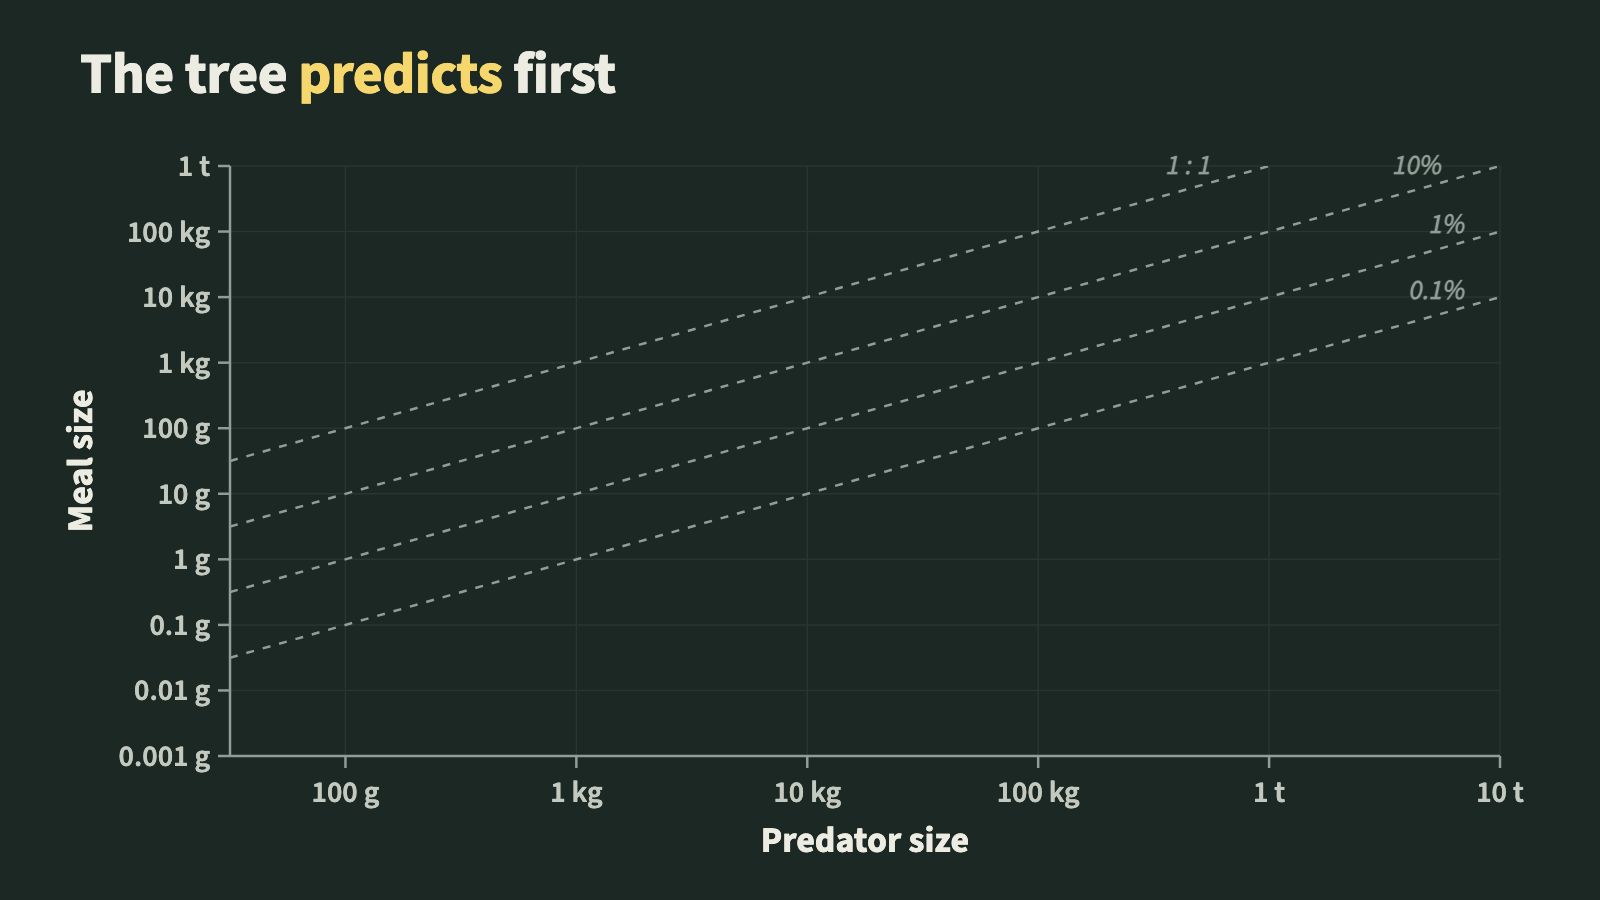 The tree predicts first
1 t
100 kg
10 kg
1 kg
100 g
10 g
1 g
0.1 g
0.01 g
0.001 g
Meal size
1 : 1
10%
1%
0.1%
100 g
1 kg
10 kg
100 kg
1 t
10 t
Predator size